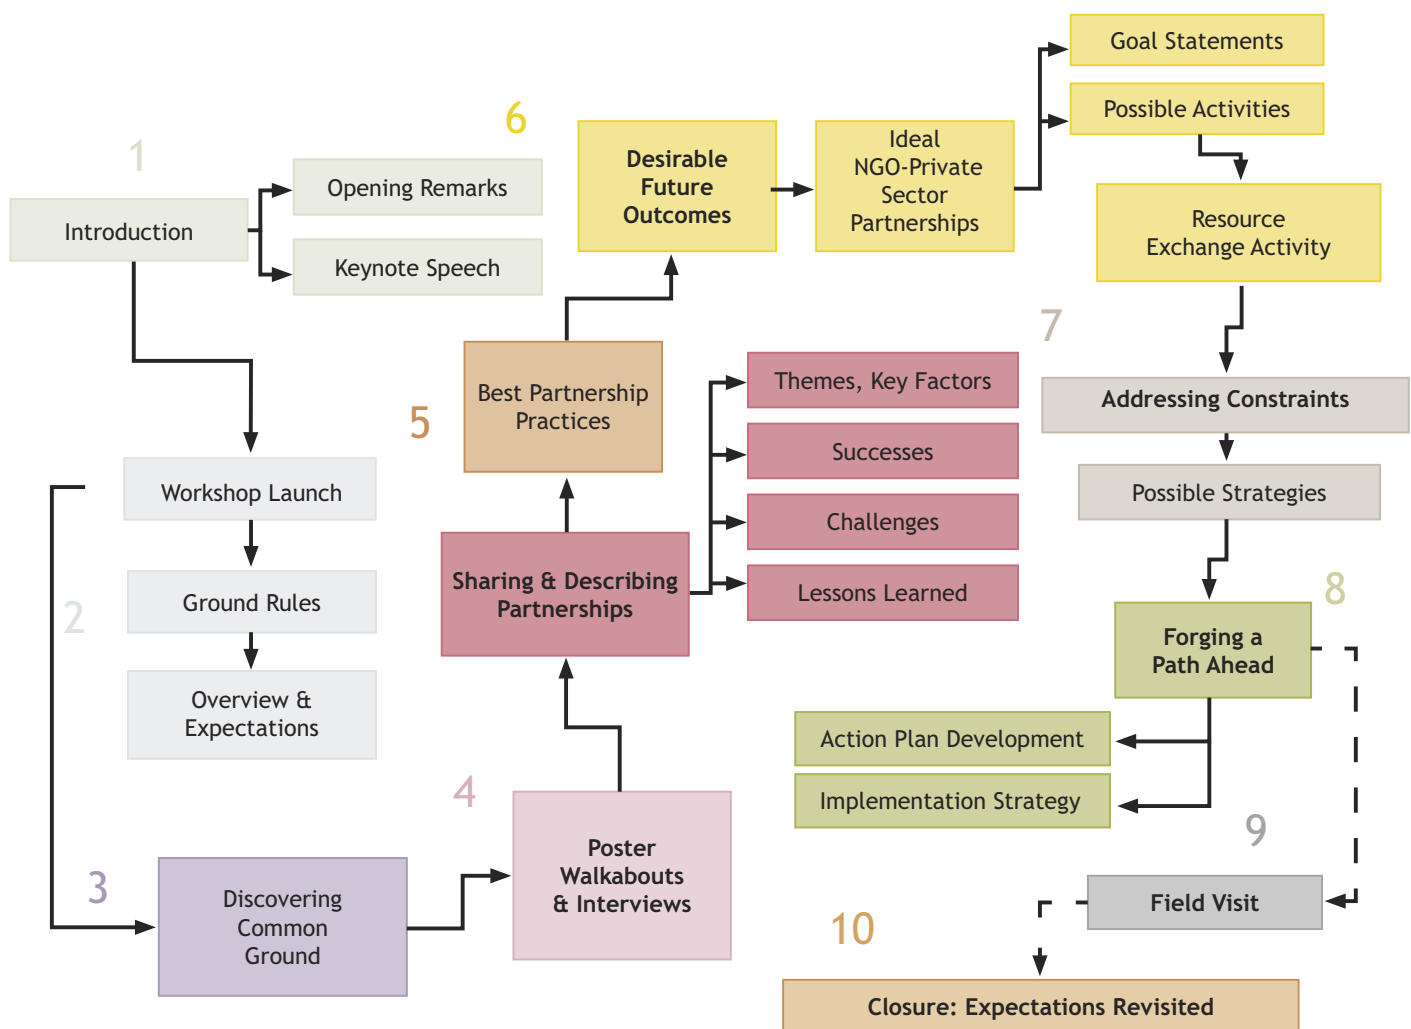 1
Introduction
Opening Remarks
Keynote Speech
2
Workshop Launch
Ground Rules
Overview &
Expectations
3
Discovering
Common
Ground
4
Poster
Walkabouts
& Interviews
Sharing & Describing
Partnerships
Themes, Key Factors
Successes
Challenges
Lessons Learned
5
Best Partnership
Practices
6
Desirable
Future
Outcomes
Ideal
NGO-Private
Sector
Partnerships
Goal Statements
Possible Activities
Resource
Exchange Activity
7
Addressing Constraints
Possible Strategies
8
Forging a
Path Ahead
Action Plan Development
Implementation Strategy
9
Field Visit
10
Closure: Expectations Revisited